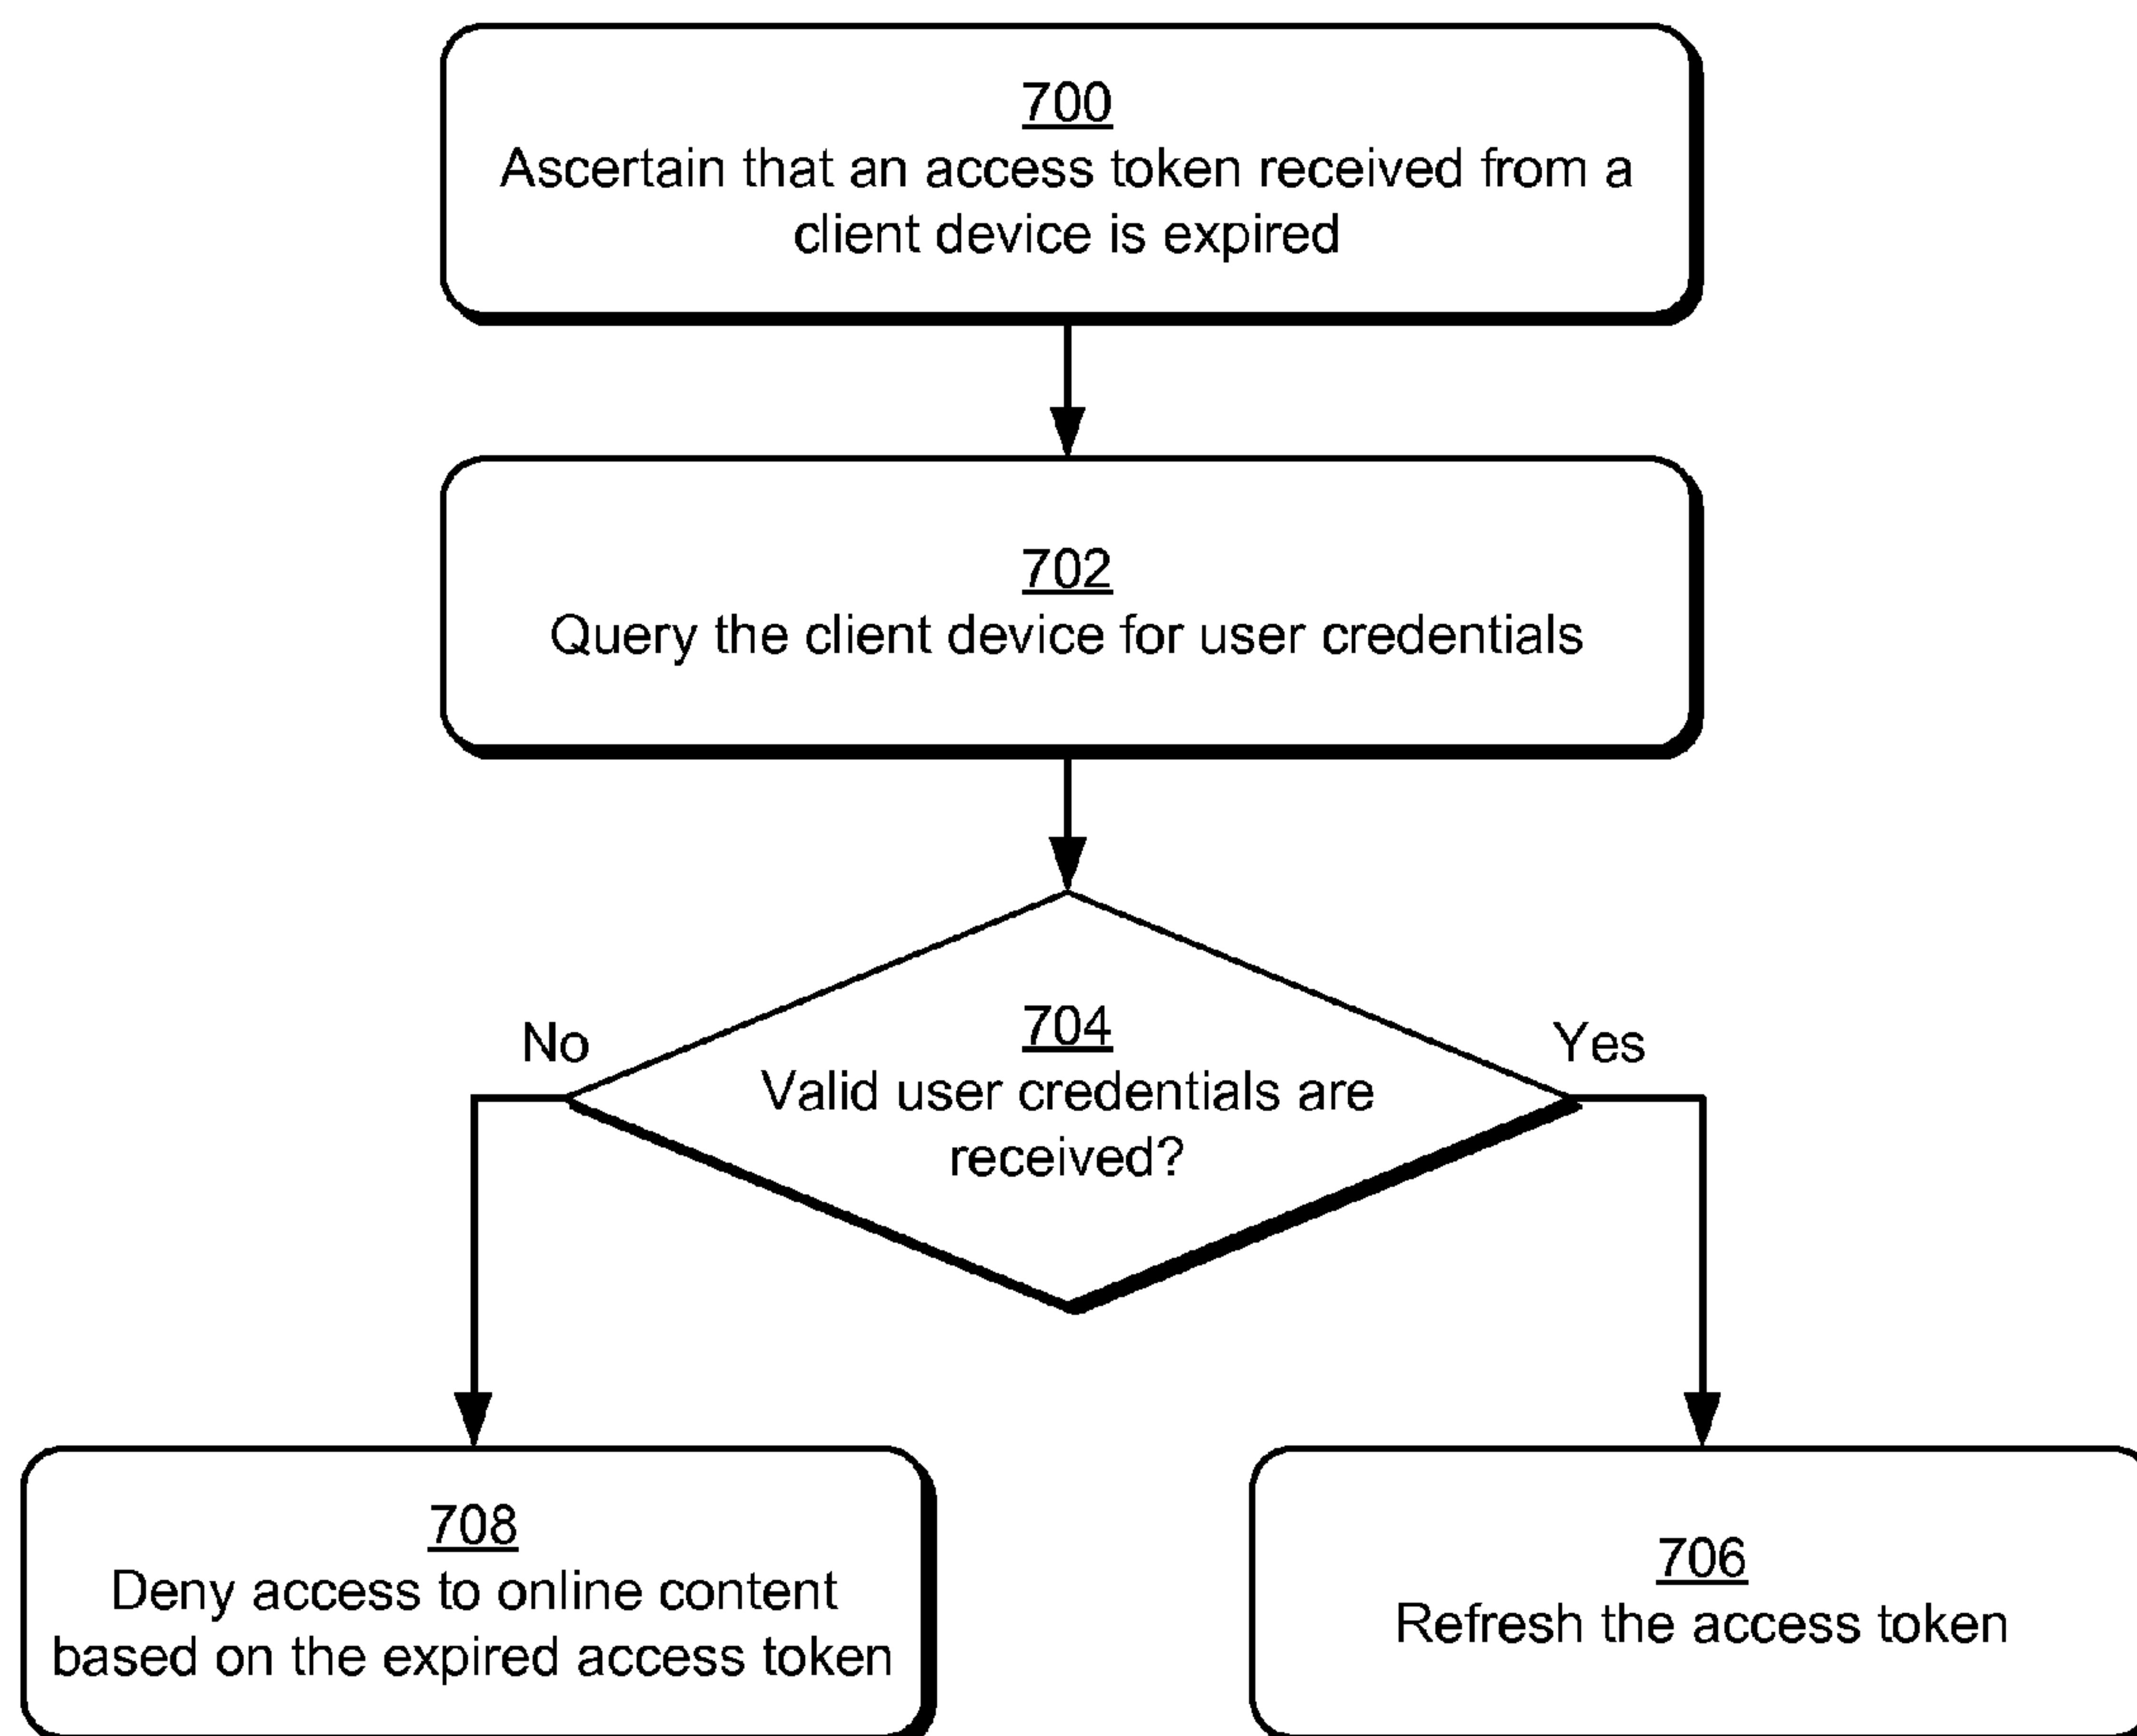 700
Ascertain that an access token received from a
client device is expired
702
Query the client device for user credentials
704
Valid user credentials are
received?
No
Yes
708
Deny access to online content
based on the expired access token
706
Refresh the access token